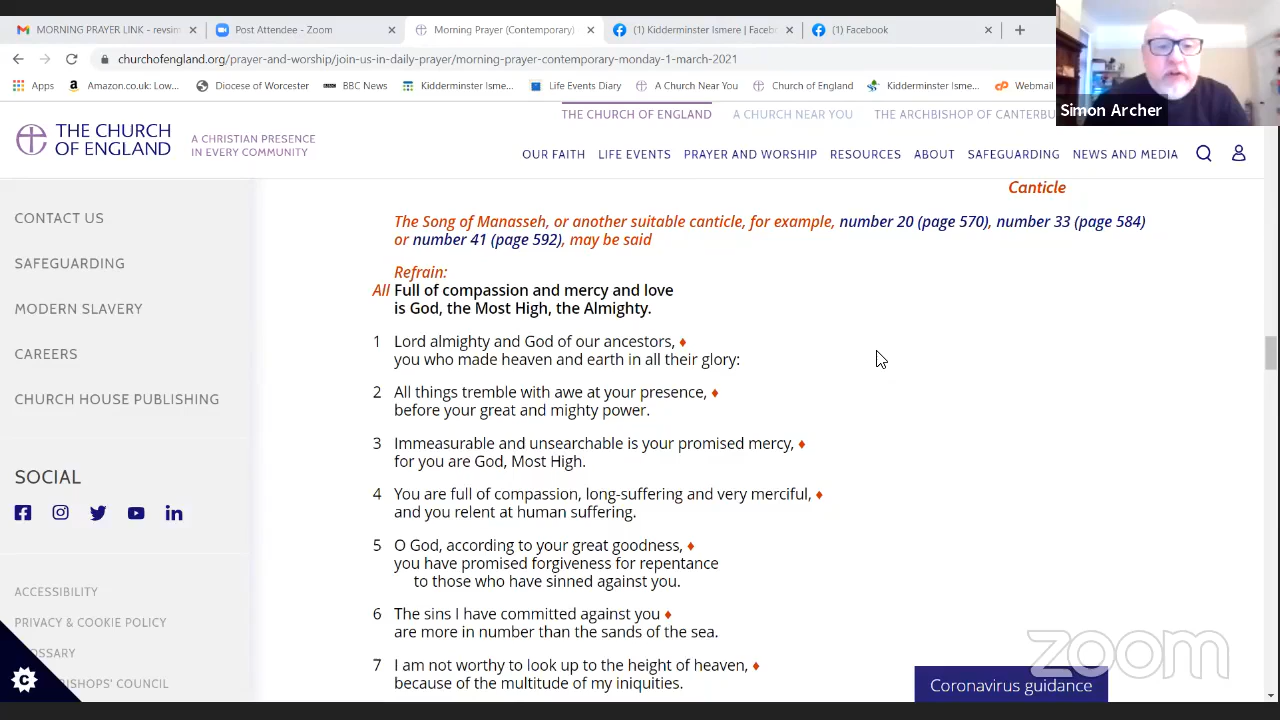 MORNING PRAYER LINK - revsim
Post Attendee - Zoom
Morning Prayer (Contemporary)
Kidderminster Ismere | Faceb
(1) Facebook
churchofengland.org/prayer-and-worship/join-us-daily-prayer/morning-prayer-contemporary-monday-1-march-2021
Apps
Amazon.co.uk: Low...
Diocese of Worcester
BBC News
Kidderminster Isme...
Life Events Diary
A Church Near You
Church of England
Kidderminster Isme...
Webmail
Simon Archer
THE CHURCH OF ENGLAND
A CHURCH NEAR YOU
THE ARCHBISHOP OF CANTERBU
THE CHURCH
OF ENGLAND
A CHRISTIAN PRESENCE
IN EVERY COMMUNITY
OUR FAITH LIFE EVENTS PRAYER AND WORSHIP RESOURCES ABOUT SAFEGUARDING NEWS AND MEDIA
CONTACT US
SAFEGUARDING
MODERN SLAVERY
CAREERS
CHURCH HOUSE PUBLISHING
SOCIAL
ACCESSIBILITY
PRIVACY & COOKIE POLICY
OSSARY
BISHOPS' COUNCIL
Canticle
The Song of Manasseh, or another suitable canticle, for example, number 20 (page 570), number 33 (page 584)
or number 41 (page 592), may be said
Refrain:
All Full of compassion and mercy and love
is God, the Most High, the Almighty.
1 Lord almighty and God of our ancestors, ♦
you who made heaven and earth in all their glory:
2 All things tremble with awe at your presence, ♦
before your great and mighty power.
3 Immeasurable and unsearchable is your promised mercy, ♦
for you are God, Most High.
4 You are full of compassion, long-suffering and very merciful, ♦
and you relent at human suffering.
5 O God, according to your great goodness, ♦
you have promised forgiveness for repentance
to those who have sinned against you.
6 The sins I have committed against you ♦
are more in number than the sands of the sea.
7 I am not worthy to look up to the height of heaven, ♦
because of the multitude of my iniquities.
zoom
Coronavirus guidance